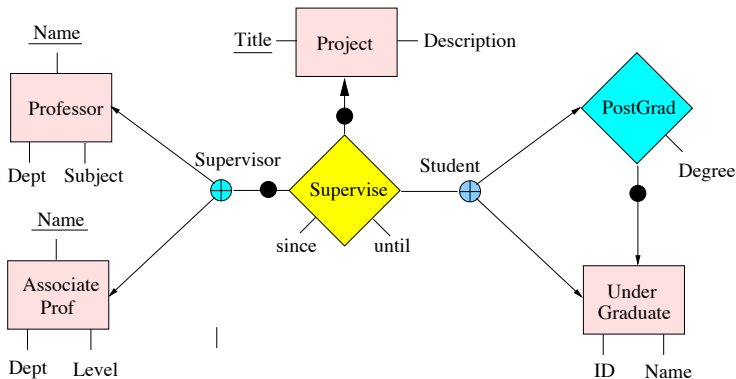 Name
Title
Project
Description
Professor
PostGrad
Supervisor
Student
Dept
Subject
Supervise
Degree
Name
since
until
Associate
Prof
Under
Graduate
Dept
Level
ID
Name